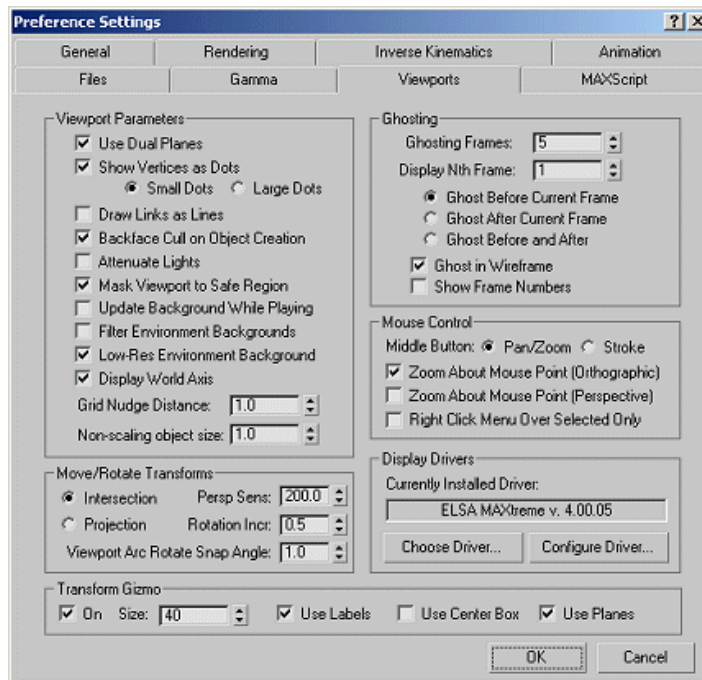 Preference Settings
General Rendering Inverse Kinematics Animation
Files Gamma Viewports MAXScript
Viewport Parameters
Use Dual Planes
Show Vertices as Dots
Small Dots Large Dots
Draw Links as Lines
Backface Cull on Object Creation
Attenuate Lights
Mask Viewport to Safe Region
Update Background While Playing
Filter Environment Backgrounds
Low-Res Environment Background
Display World Axis
Grid Nudge Distance: 1.0
Non-scaling object size: 1.0
Ghosting
Ghosting Frames: 5
Display Nth Frame: 1
Ghost Before Current Frame
Ghost After Current Frame
Ghost Before and After
Ghost in Wireframe
Show Frame Numbers
Mouse Control
Middle Button: Pan/Zoom Stroke
Zoom About Mouse Point (Orthographic)
Zoom About Mouse Point (Perspective)
Right Click Menu Over Selected Only
Move/Rotate Transforms
Intersection Persp Sens: 200.0
Projection Rotation Incr: 0.5
Viewport Arc Rotate Snap Angle: 1.0
Display Drivers
Currently Installed Driver:
ELSA MAXtreme v. 4.00.05
Choose Driver... Configure Driver...
Transform Gizmo
On Size: 40 Use Labels Use Center Box Use Planes
OK Cancel